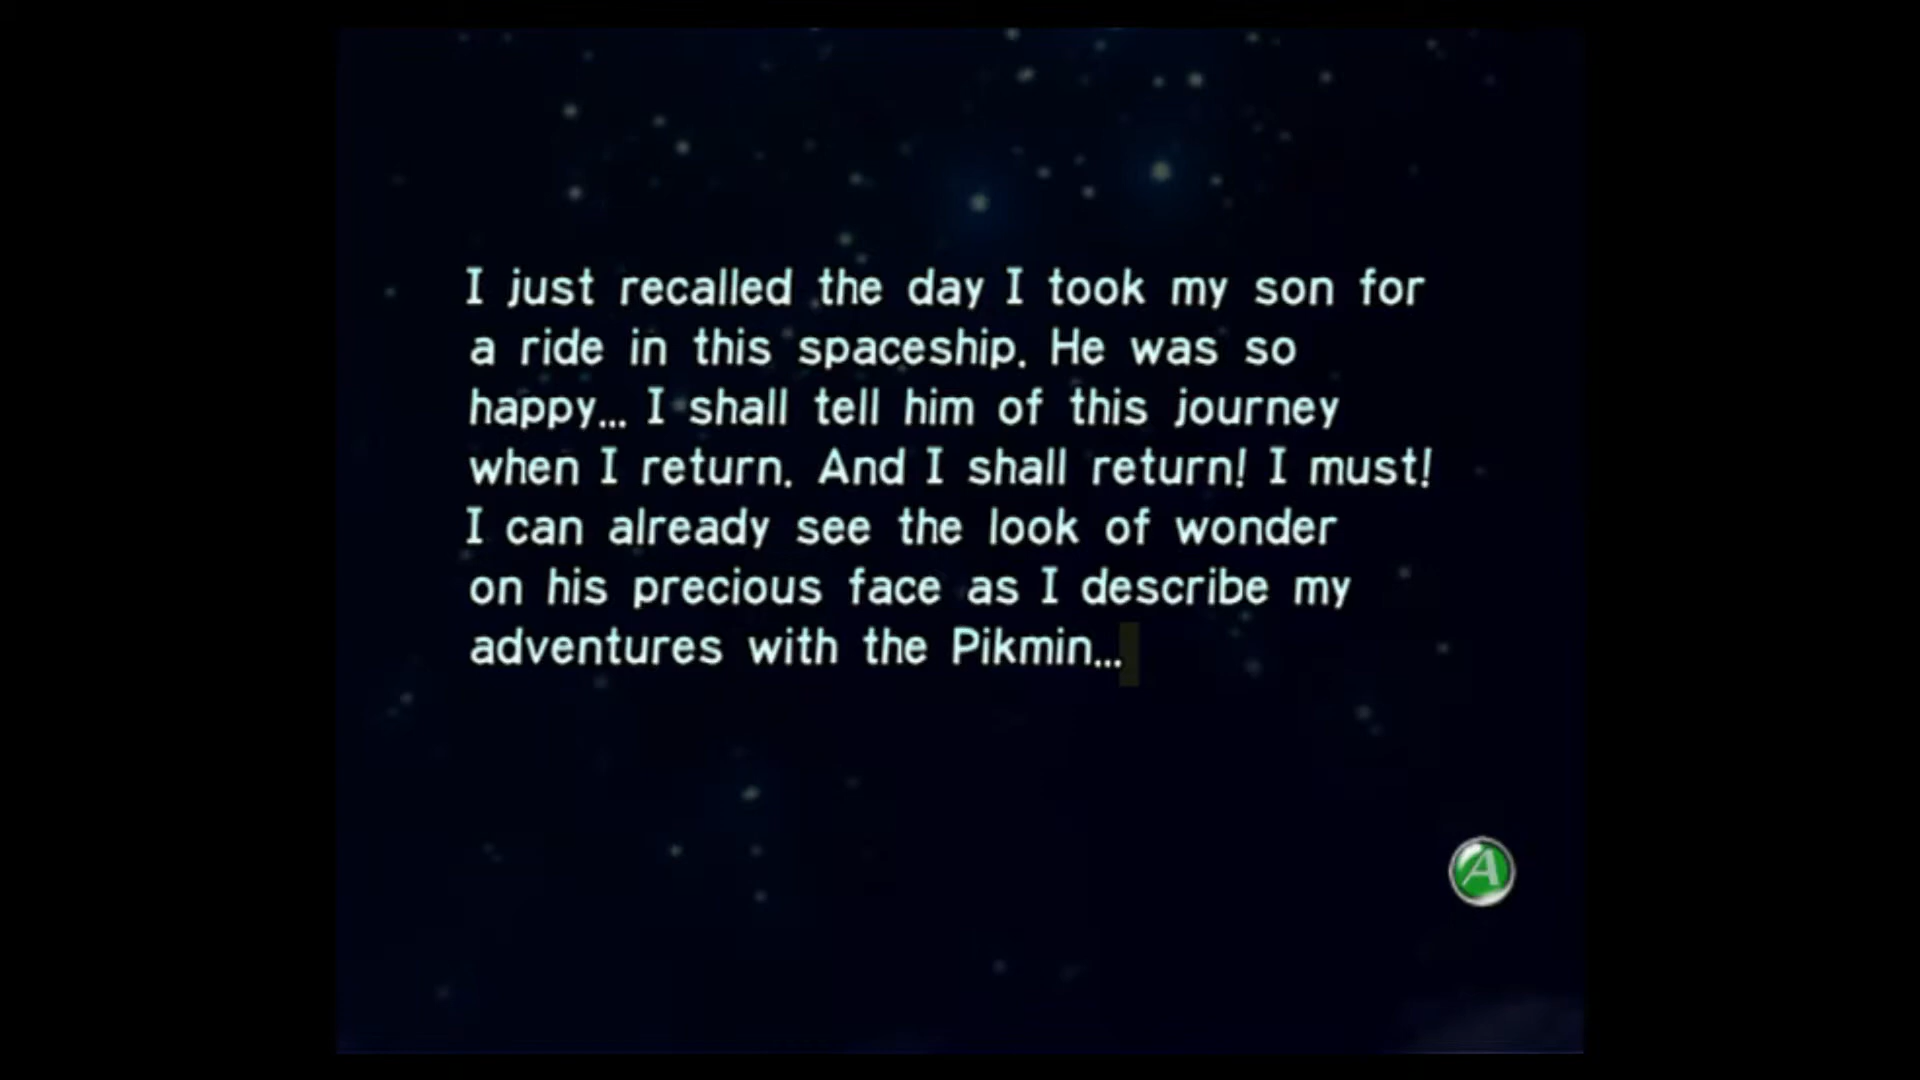 I just recalled the day I took my son for
a ride in this spaceship. He was so
happy... I shall tell him of this journey
when I return. And I shall return! I must!
I can already see the look of wonder
on his precious face as I describe my
adventures with the Pikmin...
A